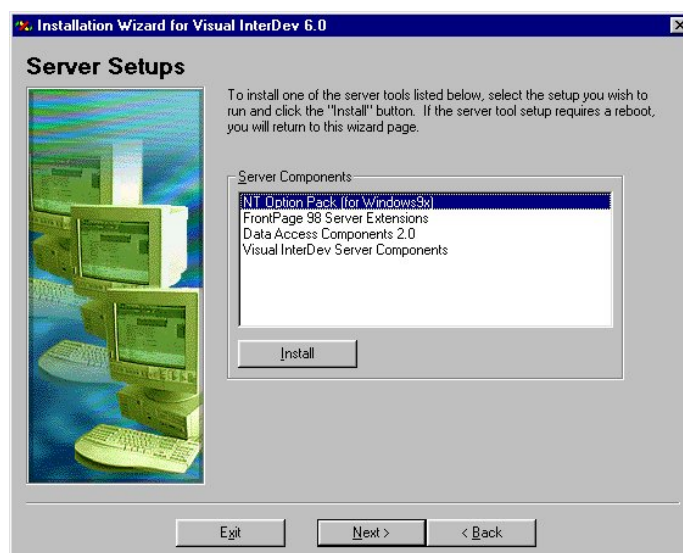 Installation Wizard for Visual InterDev 6.0
Server Setups
To install one of the server tools listed below, select the setup you wish to
run and click the "Install" button. If the server tool setup requires a reboot,
you will return to this wizard page.
Server Components
NT Option Pack (for Windows9x)
FrontPage 98 Server Extensions
Data Access Components 2.0
Visual InterDev Server Components
Install
Exit
Next >
< Back